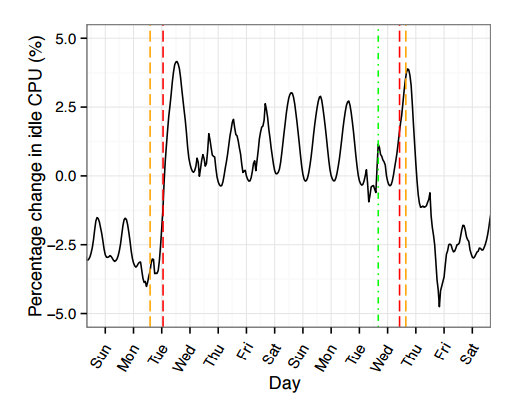 Percentage change in idle CPU (%)
5.0
2.5
0.0
−2.5
−5.0
Sun Mon Tue Wed Thu Fri Sat Sun Mon Tue Wed Thu Fri Sat
Day